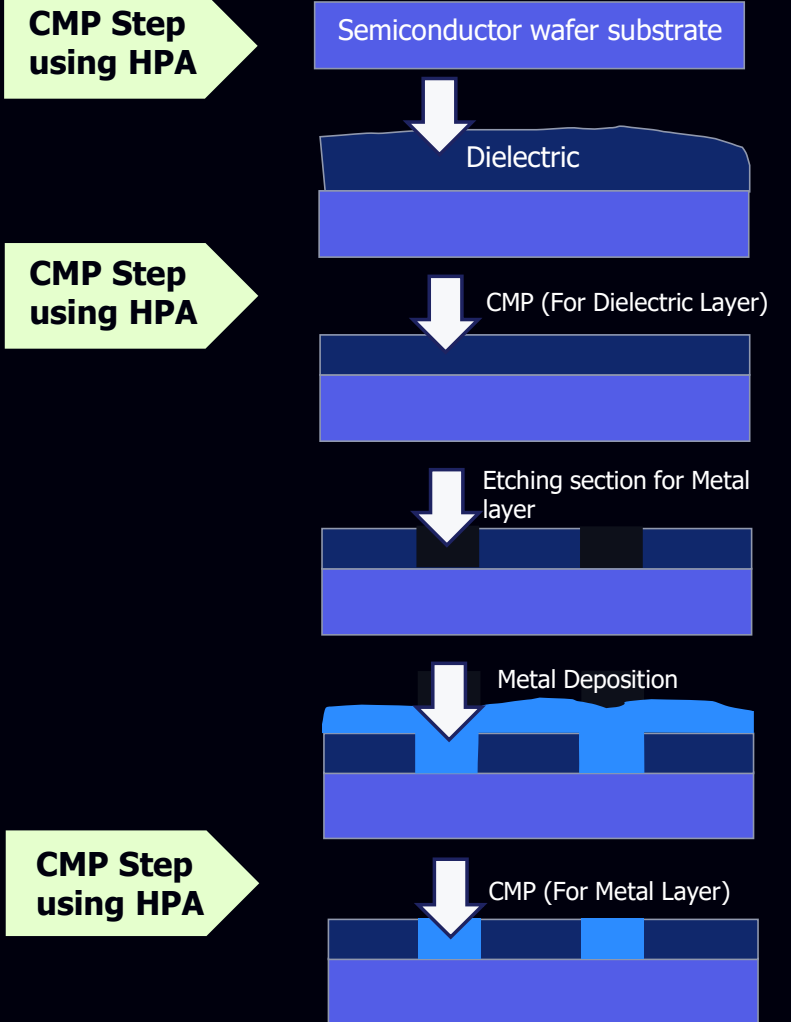 CMP Step
using HPA
Semiconductor wafer substrate
Dielectric
CMP Step
using HPA
CMP (For Dielectric Layer)
Etching section for Metal
layer
Metal Deposition
CMP Step
using HPA
CMP (For Metal Layer)